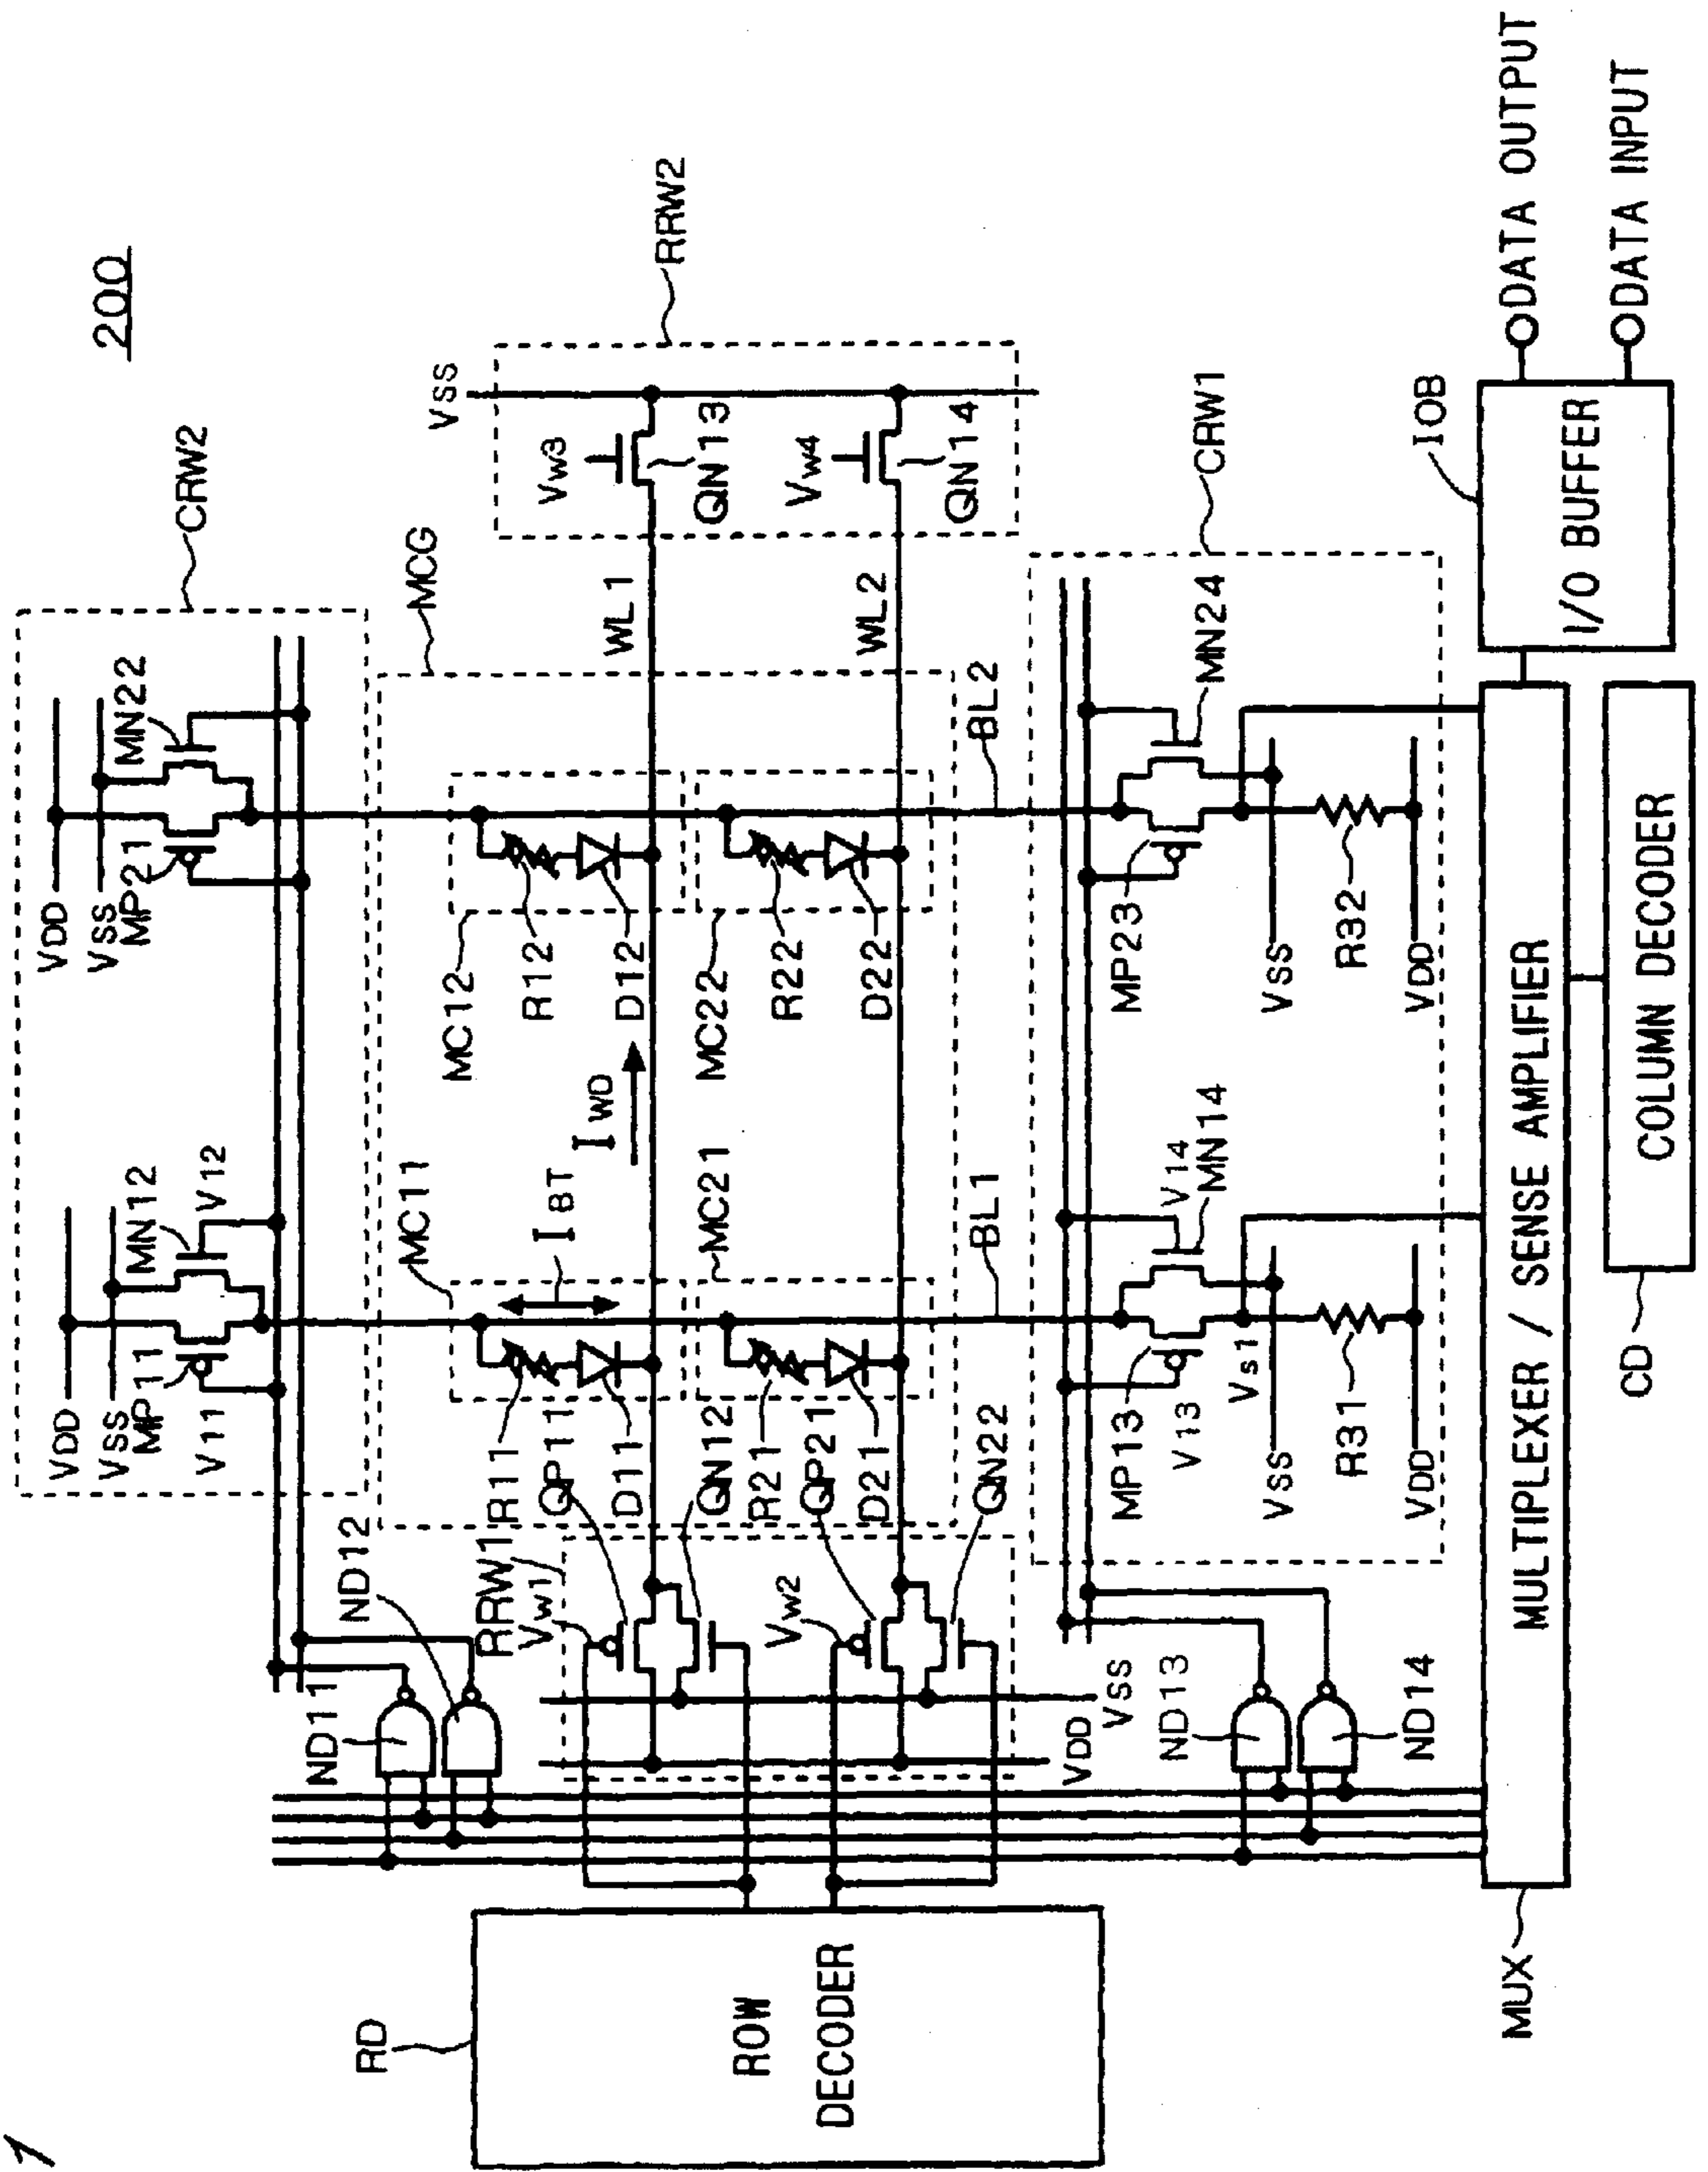 1
200
CRW2
VDD
VSS
MP11
V11
MN12
V12
VDD
VSS
MP21
MN22
MCG
RRW2
VSS
Vw3
QN13
Vw4
QN14
WL1
WL2
ND11
ND12
RRW1
Vw1
QP11
QN12
Vw2
QP21
QN22
VDD
VSS
MC11
R11
D11
IBT
IWD
MC12
R12
D12
MC21
R21
D21
MC22
R22
D22
BL1
BL2
RD
ROW
DECODER
ND13
ND14
CRW1
MP13
V13
V14
MN14
Vs1
VSS
R31
VDD
MP23
MN24
VSS
R32
VDD
MUX
MULTIPLEXER / SENSE AMPLIFIER
CD
COLUMN DECODER
IOB
I/O BUFFER
DATA OUTPUT
DATA INPUT